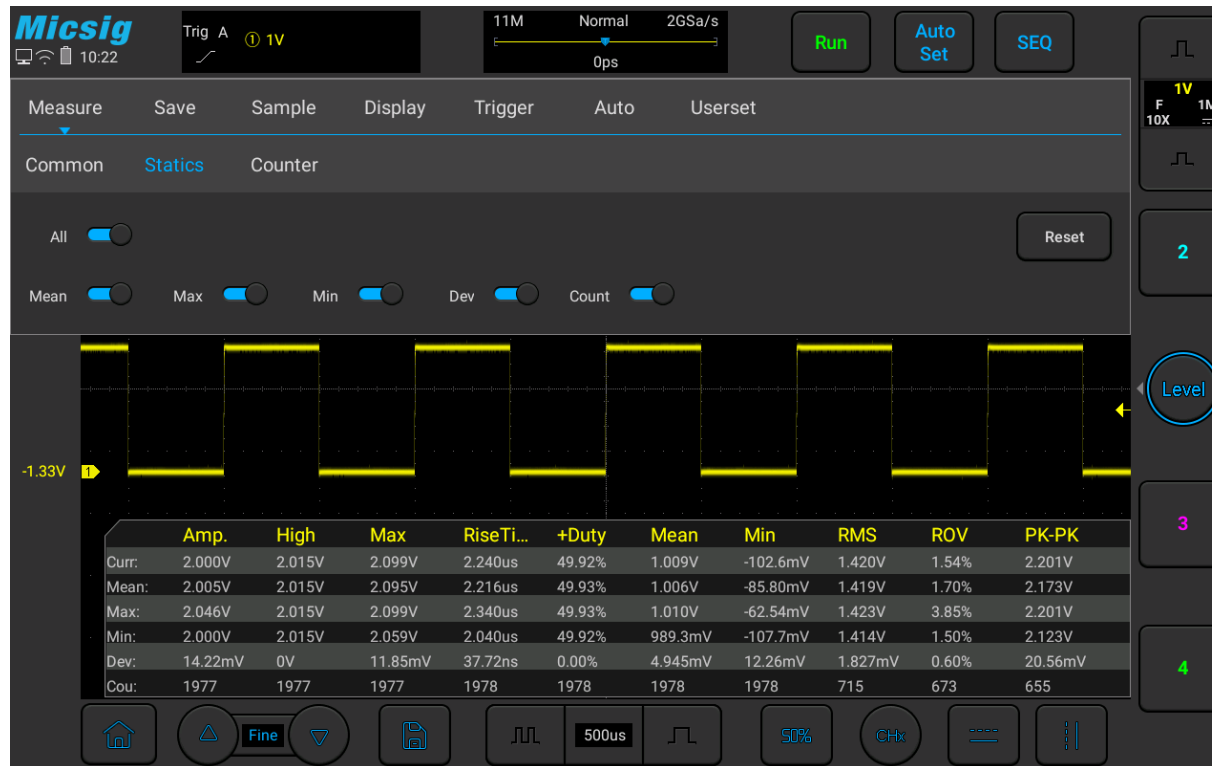 Micsig
10:22
Trig A ① 1V
11M Normal 2GSa/s
0ps
Run
Auto Set
SEQ
1V
F
10X
Measure Save Sample Display Trigger Auto Userset
Common Statics Counter
All
Reset
Mean Max Min Dev Count
2
Level
-1.33V 1
3
Amp. High Max RiseTi... +Duty Mean Min RMS ROV PK-PK
Curr: 2.000V 2.015V 2.099V 2.240us 49.92% 1.009V -102.6mV 1.420V 1.54% 2.201V
Mean: 2.005V 2.015V 2.095V 2.216us 49.93% 1.006V -85.80mV 1.419V 1.70% 2.173V
Max: 2.046V 2.015V 2.099V 2.340us 49.93% 1.010V -62.54mV 1.423V 3.85% 2.201V
Min: 2.000V 2.015V 2.059V 2.040us 49.92% 989.3mV -107.7mV 1.414V 1.50% 2.123V
Dev: 14.22mV 0V 11.85mV 37.72ns 0.00% 4.945mV 12.26mV 1.827mV 0.60% 20.56mV
Cou: 1977 1977 1977 1978 1978 1978 1978 715 673 655
4
Fine
500us
50%
CHx